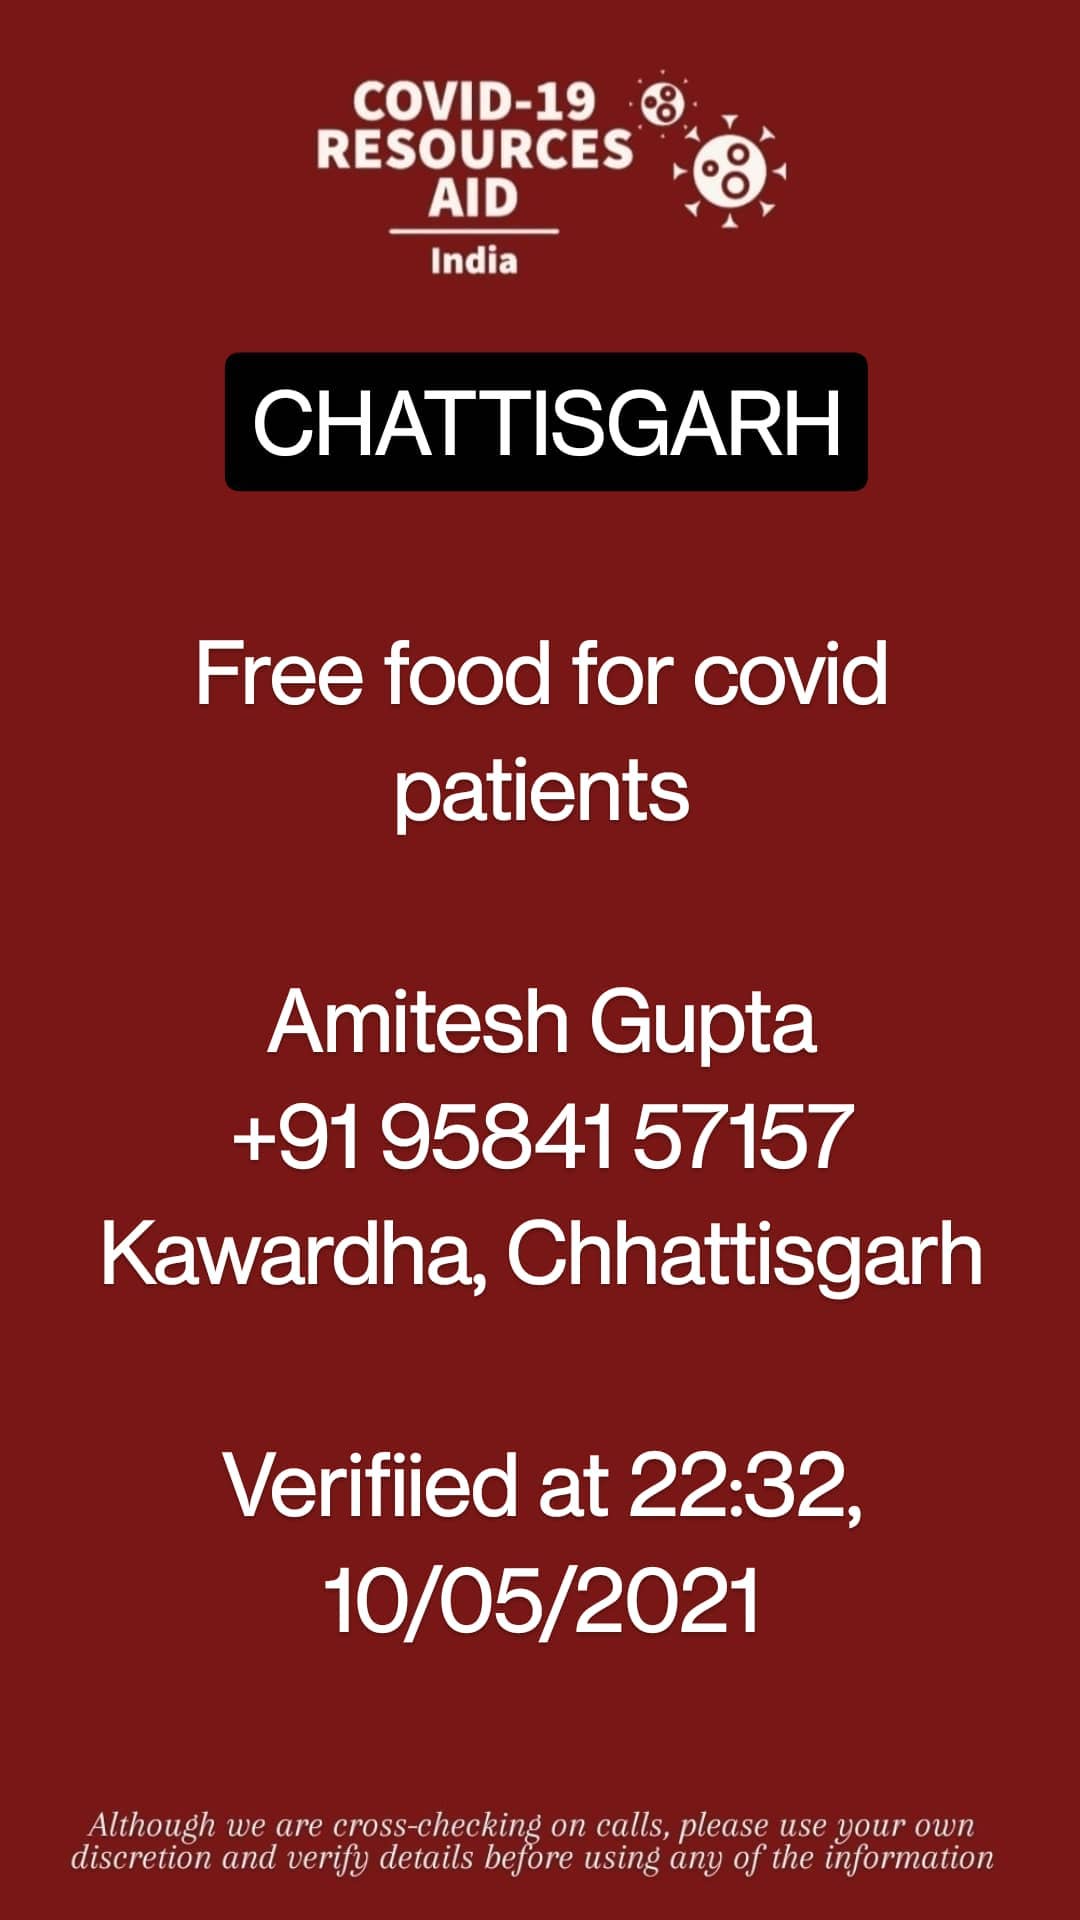 COVID-19
RESOURCES
AID
India
CHATTISGARH
Free food for covid
patients
Amitesh Gupta
+91 95841 57157
Kawardha, Chhattisgarh
Verifiied at 22:32,
10/05/2021
Although we are cross-checking on calls, please use your own
discretion and verify details before using any of the information